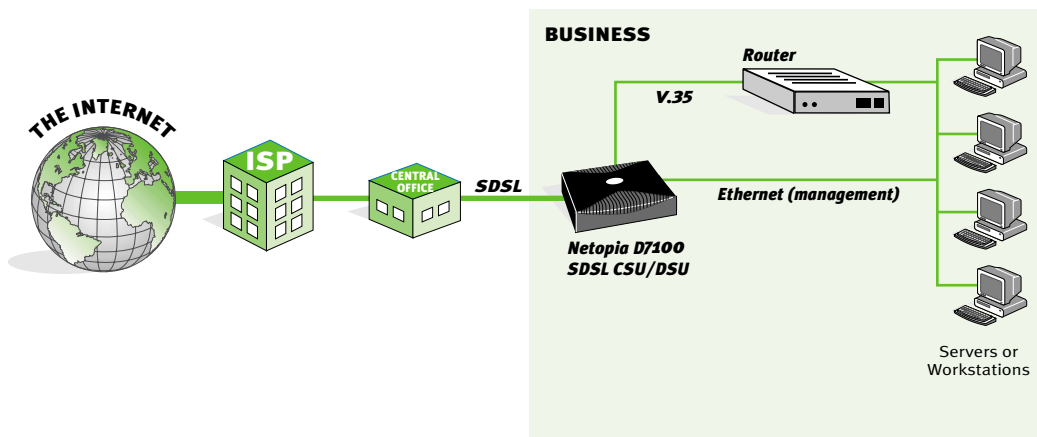 BUSINESS
Router
V.35
THE INTERNET
ISP
CENTRAL
OFFICE
SDSL
Ethernet (management)
Netopia D7100
SDSL CSU/DSU
Servers or
Workstations